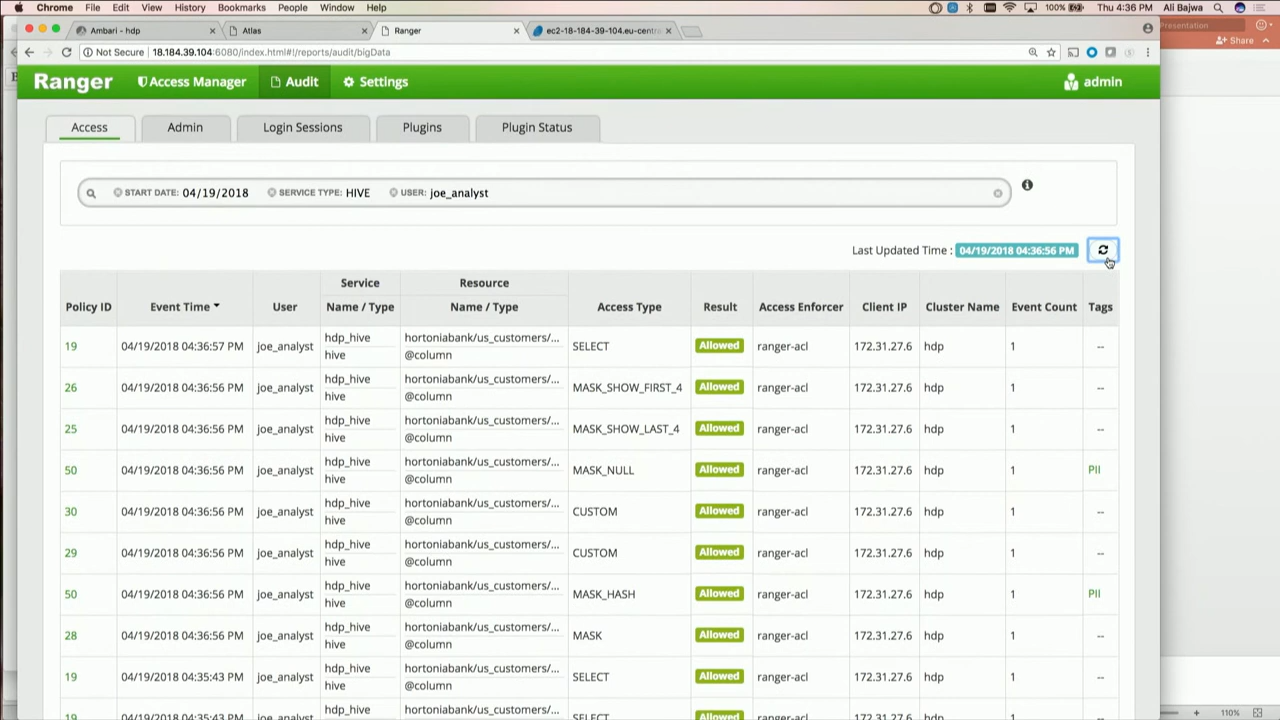 Chrome File Edit View History Bookmarks People Window Help 100% Thu 4:36 PM Ali Bajwa
Ambari - hdp Atlas Ranger ec2-18-184-39-104.eu-centr
Presentation
Share
Not Secure 18.184.39.104:6080/index.html#!/reports/audit/bigData
Ranger Access Manager Audit Settings admin
Access Admin Login Sessions Plugins Plugin Status
START DATE: 04/19/2018 SERVICE TYPE: HIVE USER: joe_analyst
Last Updated Time : 04/19/2018 04:36:56 PM
Service Resource
Policy ID Event Time User Name / Type Name / Type Access Type Result Access Enforcer Client IP Cluster Name Event Count Tags
19 04/19/2018 04:36:57 PM joe_analyst hdp_hive hortoniabank/us_customers/... SELECT Allowed ranger-acl 172.31.27.6 hdp 1 --
hive @column
26 04/19/2018 04:36:56 PM joe_analyst hdp_hive hortoniabank/us_customers/... MASK_SHOW_FIRST_4 Allowed ranger-acl 172.31.27.6 hdp 1 --
hive @column
25 04/19/2018 04:36:56 PM joe_analyst hdp_hive hortoniabank/us_customers/... MASK_SHOW_LAST_4 Allowed ranger-acl 172.31.27.6 hdp 1 --
hive @column
50 04/19/2018 04:36:56 PM joe_analyst hdp_hive hortoniabank/us_customers/... MASK_NULL Allowed ranger-acl 172.31.27.6 hdp 1 PII
hive @column
30 04/19/2018 04:36:56 PM joe_analyst hdp_hive hortoniabank/us_customers/... CUSTOM Allowed ranger-acl 172.31.27.6 hdp 1 --
hive @column
29 04/19/2018 04:36:56 PM joe_analyst hdp_hive hortoniabank/us_customers/... CUSTOM Allowed ranger-acl 172.31.27.6 hdp 1 --
hive @column
50 04/19/2018 04:36:56 PM joe_analyst hdp_hive hortoniabank/us_customers/... MASK_HASH Allowed ranger-acl 172.31.27.6 hdp 1 PII
hive @column
28 04/19/2018 04:36:56 PM joe_analyst hdp_hive hortoniabank/us_customers/... MASK Allowed ranger-acl 172.31.27.6 hdp 1 --
hive @column
19 04/19/2018 04:35:43 PM joe_analyst hdp_hive hortoniabank/us_customers/... SELECT Allowed ranger-acl 172.31.27.6 hdp 1 --
hive @column
19 04/19/2018 04:35:43 PM joe_analyst hdp_hive hortoniabank/us_customers/... SELECT Allowed ranger-acl 172.31.27.6 hdp 1
110%